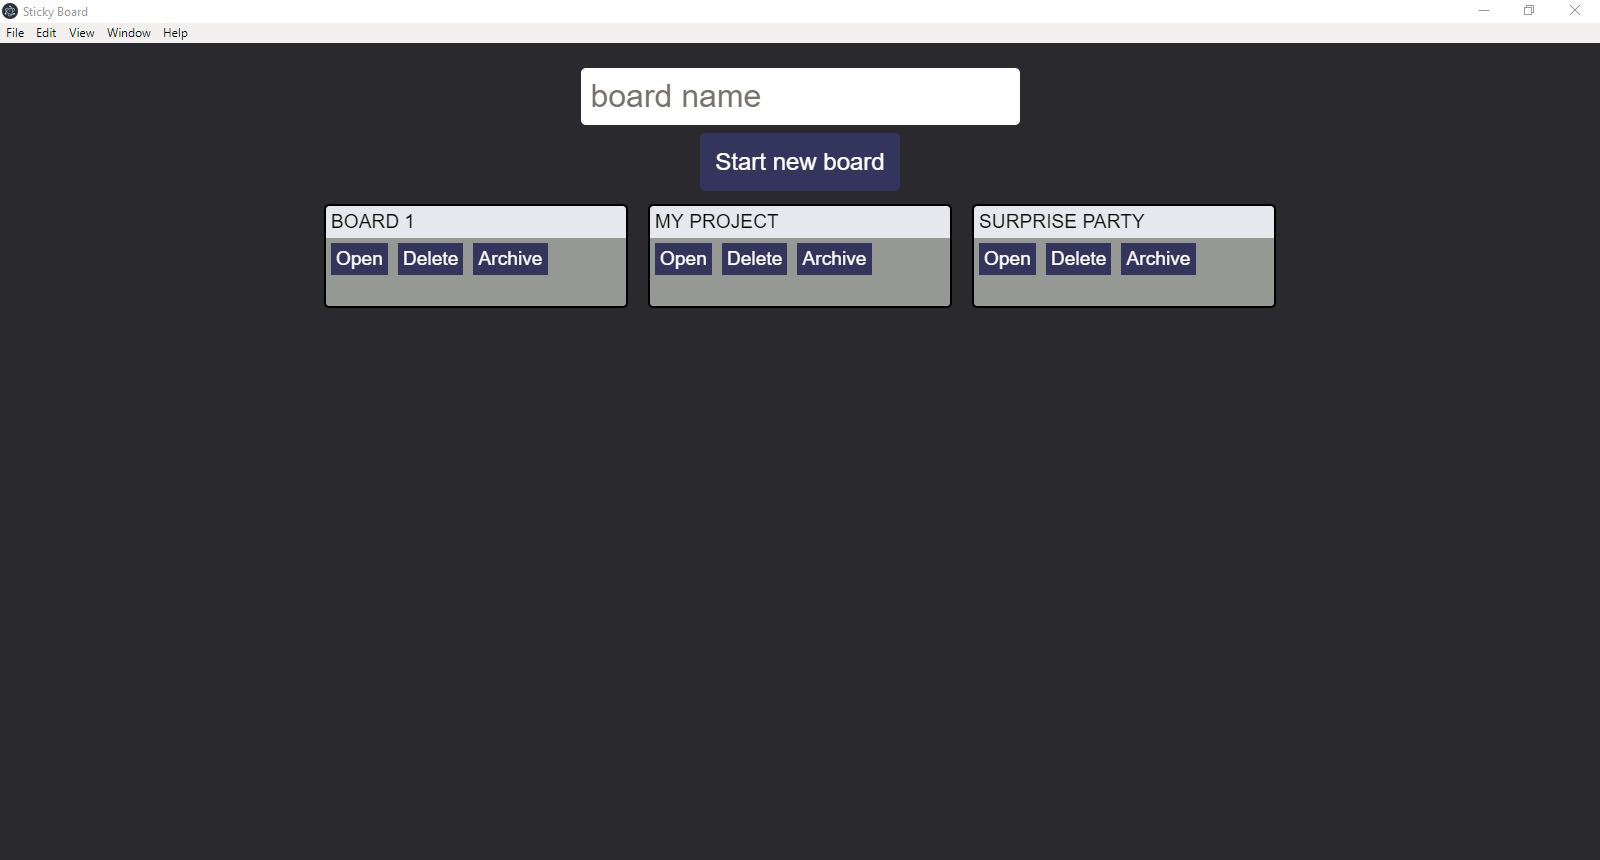 Sticky Board
File Edit View Window Help
board name
Start new board
BOARD 1
Open Delete Archive
MY PROJECT
Open Delete Archive
SURPRISE PARTY
Open Delete Archive